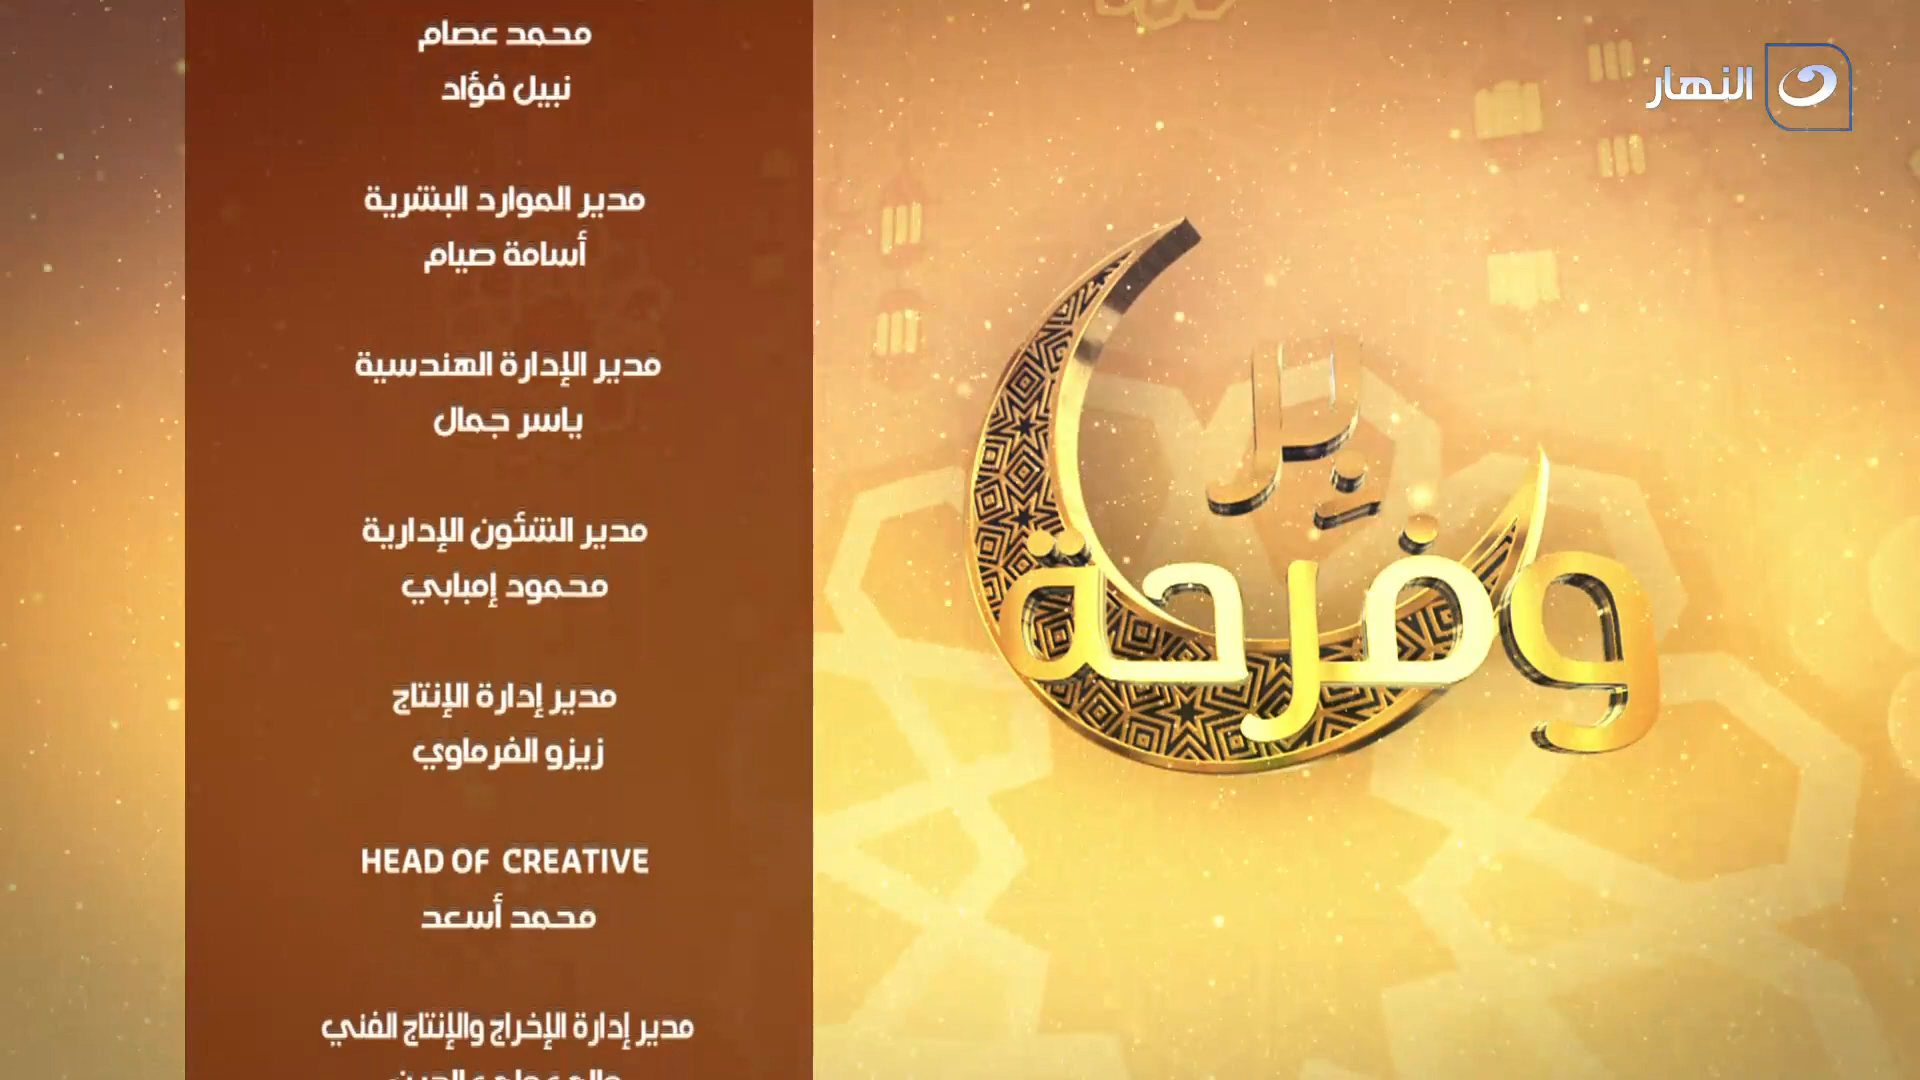 النهار
محمد عصام
نبيل فؤاد
مدير الموارد البشرية
أسامة صيام
مدير الإدارة الهندسية
ياسر جمال
مدير الشئون الإدارية
محمود إمبابي
مدير إدارة الإنتاج
زيزو الفرماوي
HEAD OF CREATIVE
محمد أسعد
مدير إدارة الإخراج والإنتاج الفني
بر
وفرحة